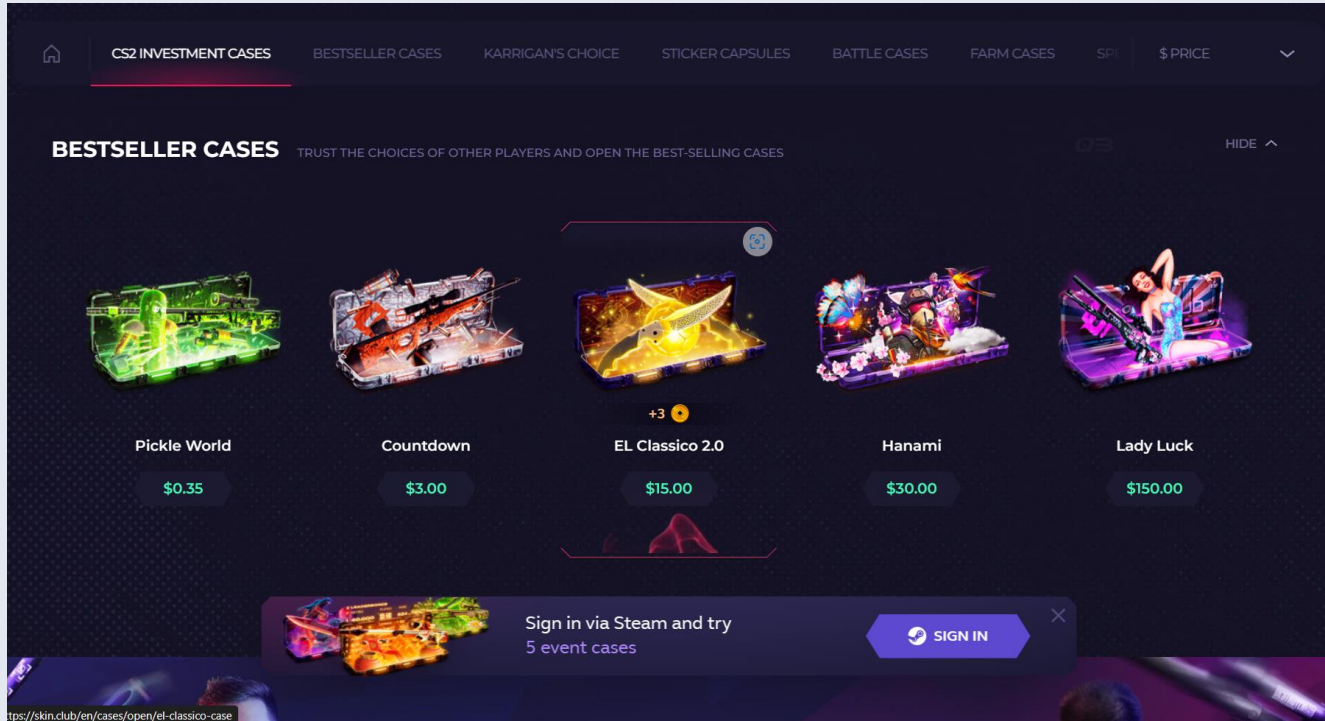 CS2 INVESTMENT CASES BESTSELLER CASES KARRIGAN'S CHOICE STICKER CAPSULES BATTLE CASES FARM CASES $ PRICE
BESTSELLER CASES TRUST THE CHOICES OF OTHER PLAYERS AND OPEN THE BEST-SELLING CASES HIDE
+3
Pickle World Countdown EL Classico 2.0 Hanami Lady Luck
$0.35 $3.00 $15.00 $30.00 $150.00
Sign in via Steam and try
5 event cases
SIGN IN
tps://skin.club/en/cases/open/el-classico-case